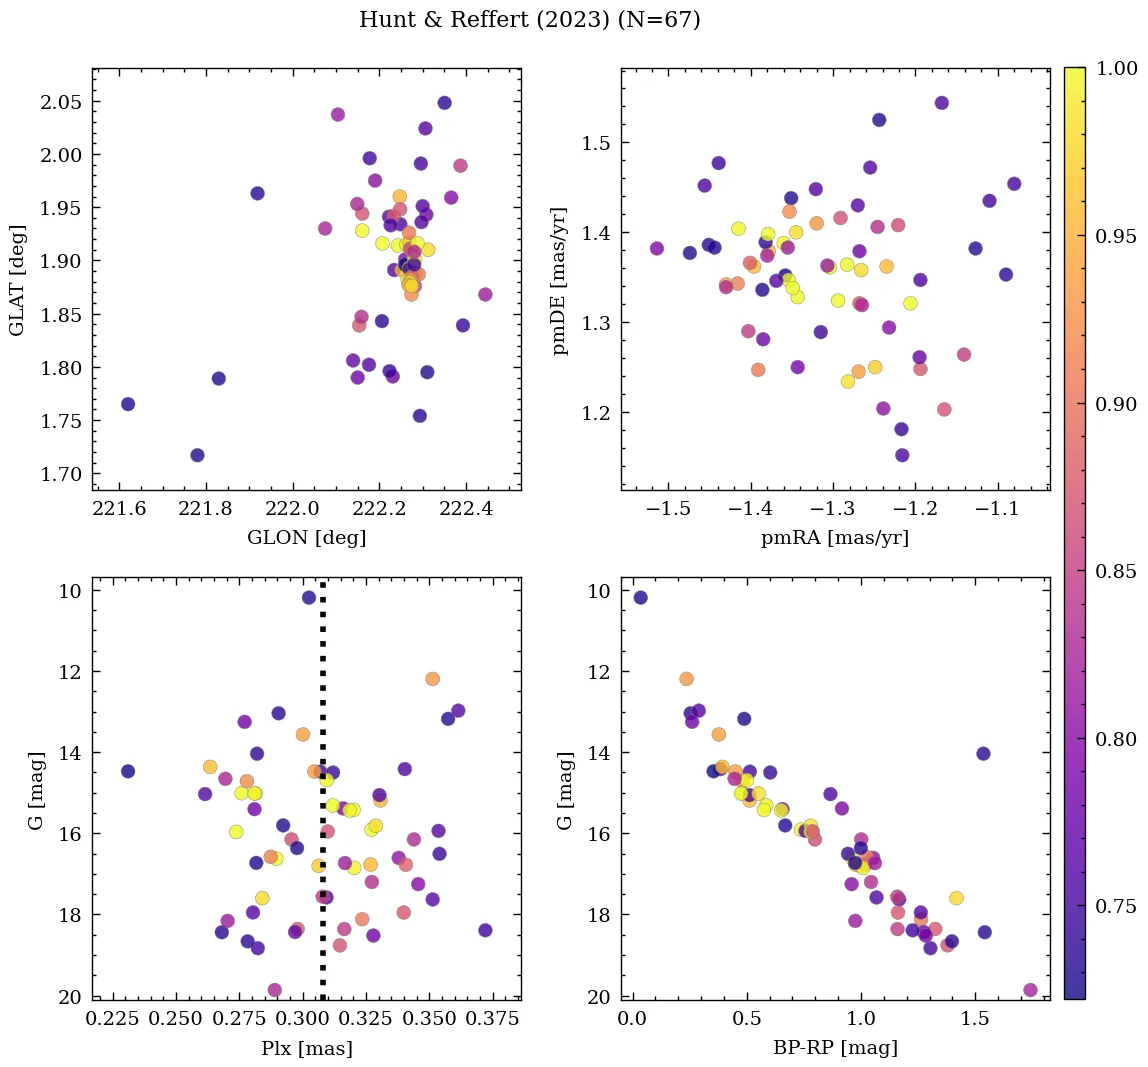 Hunt & Reffert (2023) (N=67)
2.05
2.00
1.95
1.90
1.85
1.80
1.75
1.70
GLAT [deg]
221.6 221.8 222.0 222.2 222.4
GLON [deg]
1.5
1.4
1.3
1.2
pmDE [mas/yr]
−1.5 −1.4 −1.3 −1.2 −1.1
pmRA [mas/yr]
1.00
0.95
0.90
0.85
0.80
0.75
10
12
14
16
18
20
G [mag]
0.225 0.250 0.275 0.300 0.325 0.350 0.375
Plx [mas]
10
12
14
16
18
20
G [mag]
0.0 0.5 1.0 1.5
BP-RP [mag]